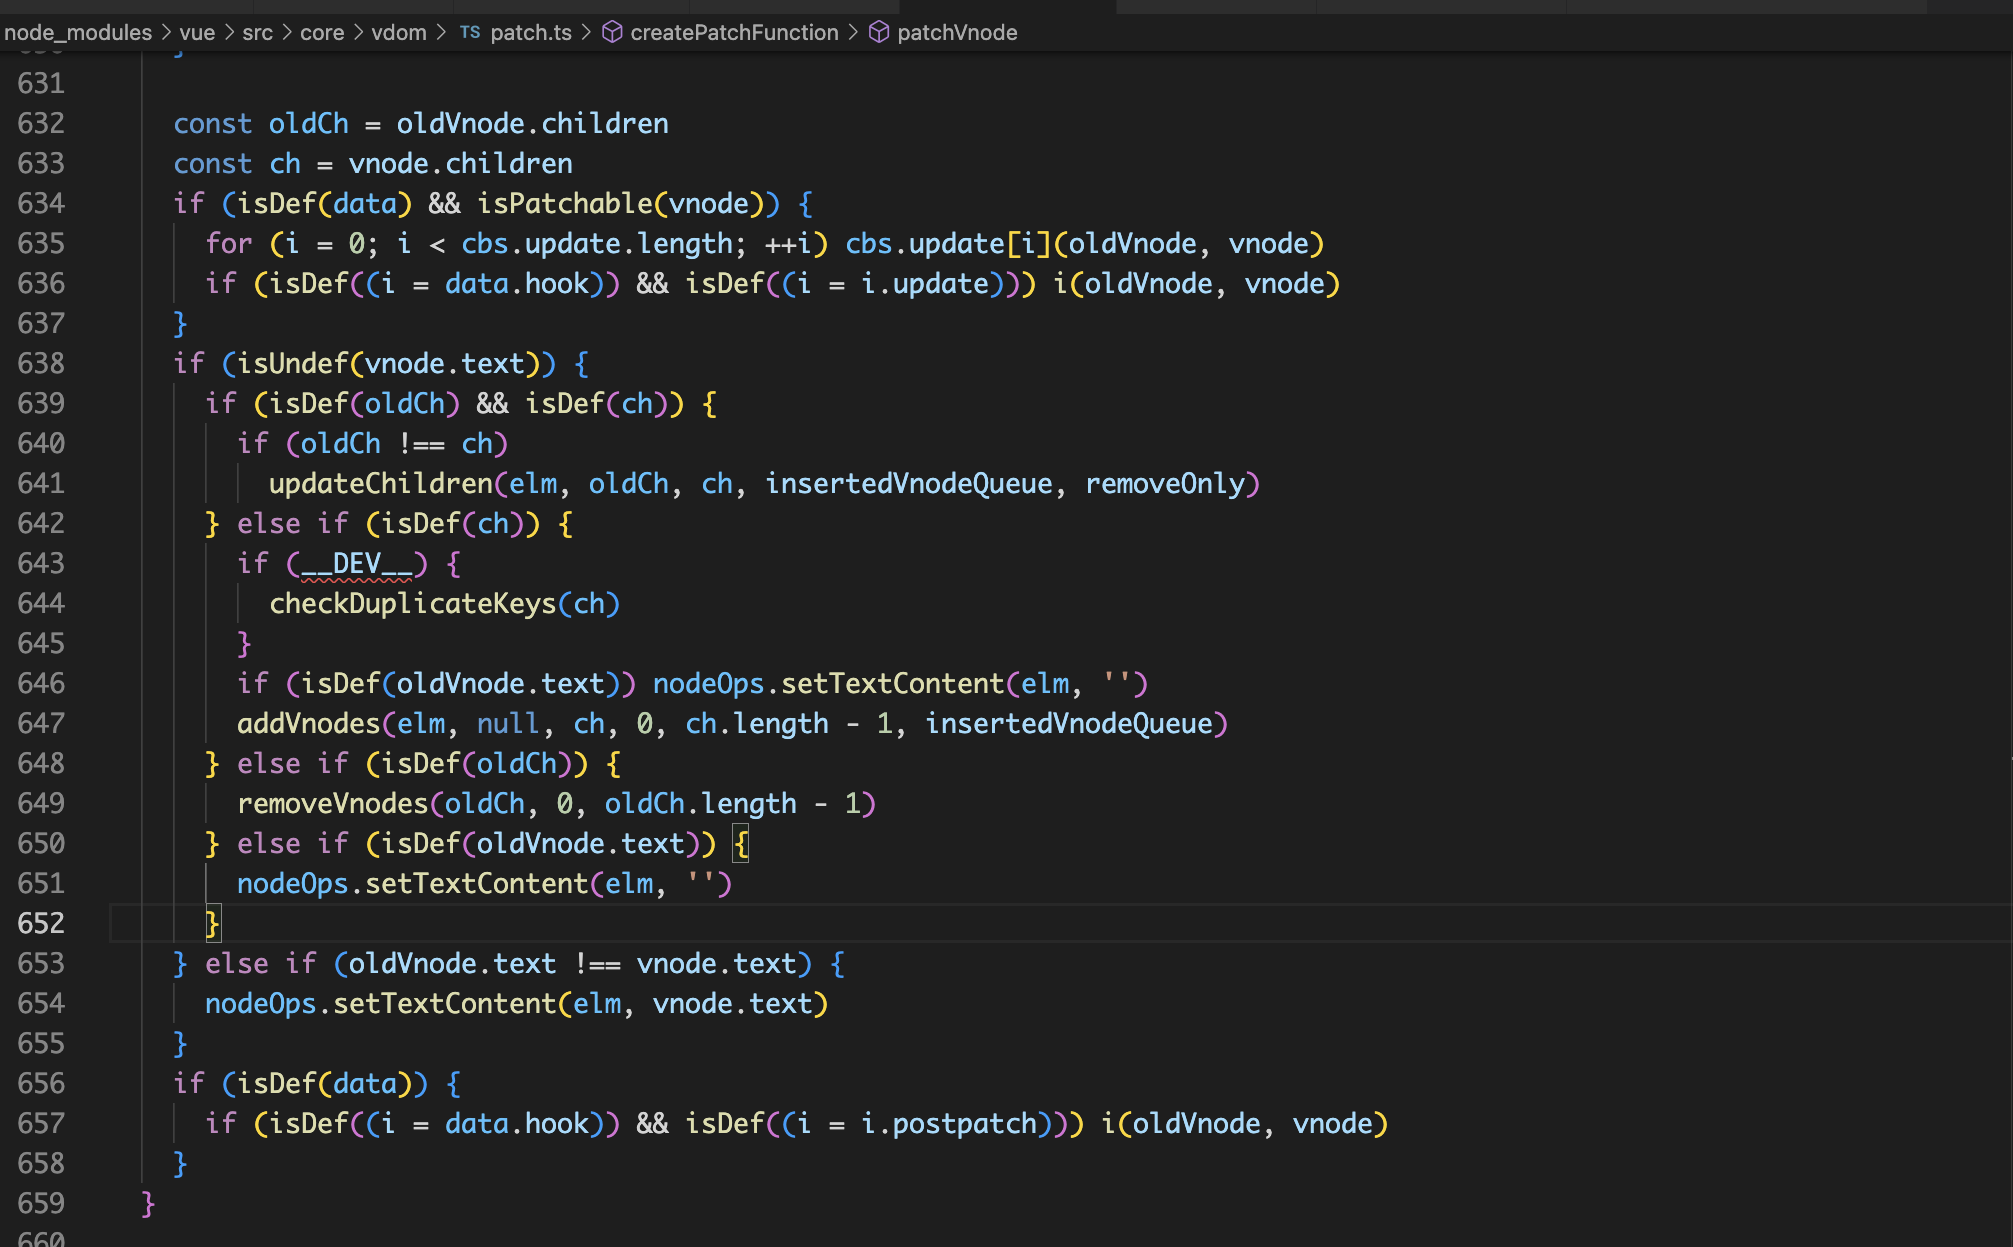 node_modules > vue > src > core > vdom > TS patch.ts > createPatchFunction > patchVnode
630 }
631
632 const oldCh = oldVnode.children
633 const ch = vnode.children
634 if (isDef(data) && isPatchable(vnode)) {
635 for (i = 0; i < cbs.update.length; ++i) cbs.update[i](oldVnode, vnode)
636 if (isDef((i = data.hook)) && isDef((i = i.update))) i(oldVnode, vnode)
637 }
638 if (isUndef(vnode.text)) {
639 if (isDef(oldCh) && isDef(ch)) {
640 if (oldCh !== ch)
641 updateChildren(elm, oldCh, ch, insertedVnodeQueue, removeOnly)
642 } else if (isDef(ch)) {
643 if (__DEV__) {
644 checkDuplicateKeys(ch)
645 }
646 if (isDef(oldVnode.text)) nodeOps.setTextContent(elm, '')
647 addVnodes(elm, null, ch, 0, ch.length - 1, insertedVnodeQueue)
648 } else if (isDef(oldCh)) {
649 removeVnodes(oldCh, 0, oldCh.length - 1)
650 } else if (isDef(oldVnode.text)) {
651 nodeOps.setTextContent(elm, '')
652 }
653 } else if (oldVnode.text !== vnode.text) {
654 nodeOps.setTextContent(elm, vnode.text)
655 }
656 if (isDef(data)) {
657 if (isDef((i = data.hook)) && isDef((i = i.postpatch))) i(oldVnode, vnode)
658 }
659 }
660